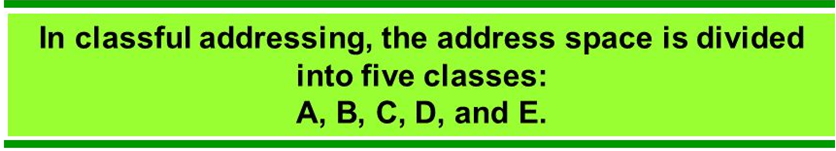 In classful addressing, the address space is divided
into five classes:
A, B, C, D, and E.